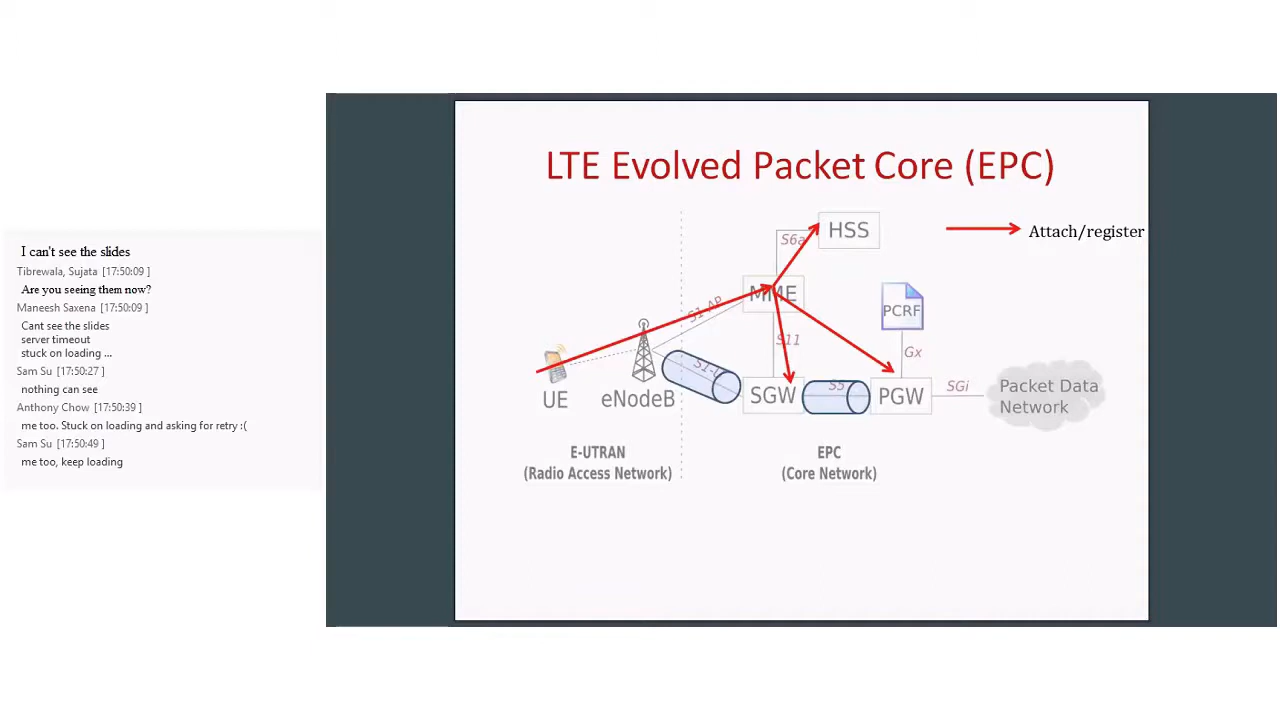 I can't see the slides
Tibrewala, Sujata [17:50:09 ]
Are you seeing them now?
Maneesh Saxena [17:50:09 ]
Cant see the slides
server timeout
stuck on loading ...
Sam Su [17:50:27 ]
nothing can see
Anthony Chow [17:50:39 ]
me too. Stuck on loading and asking for retry :(
Sam Su [17:50:49 ]
me too, keep loading
LTE Evolved Packet Core (EPC)
HSS
Attach/register
S6a
MME
PCRF
S1-AP
S11
Gx
UE
eNodeB
SGW
S5
PGW
SGi
Packet Data
Network
E-UTRAN
(Radio Access Network)
EPC
(Core Network)